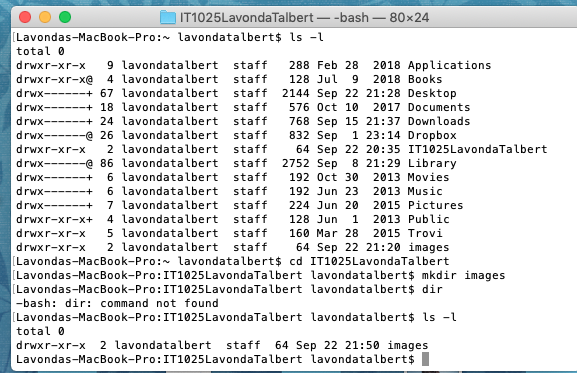 IT1025LavondaTalbert — -bash — 80×24
[Lavondas-MacBook-Pro:~ lavondatalbert$ ls -l
total 0
drwxr-xr-x   9 lavondatalbert  staff   288 Feb 28  2018 Applications
drwxr-xr-x@  4 lavondatalbert  staff   128 Jul  9  2018 Books
drwx------+ 67 lavondatalbert  staff  2144 Sep 22 21:28 Desktop
drwx------+ 18 lavondatalbert  staff   576 Oct 10  2017 Documents
drwx------+ 24 lavondatalbert  staff   768 Sep 15 21:37 Downloads
drwx------@ 26 lavondatalbert  staff   832 Sep  1 23:14 Dropbox
drwxr-xr-x   2 lavondatalbert  staff    64 Sep 22 20:35 IT1025LavondaTalbert
drwx------@ 86 lavondatalbert  staff  2752 Sep  8 21:29 Library
drwx------+  6 lavondatalbert  staff   192 Oct 30  2013 Movies
drwx------+  6 lavondatalbert  staff   192 Jun 23  2013 Music
drwx------+  7 lavondatalbert  staff   224 Jun 20  2015 Pictures
drwxr-xr-x+  4 lavondatalbert  staff   128 Jun  1  2013 Public
drwxr-xr-x   5 lavondatalbert  staff   160 Mar 28  2015 Trovi
drwxr-xr-x   2 lavondatalbert  staff    64 Sep 22 21:20 images
[Lavondas-MacBook-Pro:~ lavondatalbert$ cd IT1025LavondaTalbert
[Lavondas-MacBook-Pro:IT1025LavondaTalbert lavondatalbert$ mkdir images
[Lavondas-MacBook-Pro:IT1025LavondaTalbert lavondatalbert$ dir
-bash: dir: command not found
[Lavondas-MacBook-Pro:IT1025LavondaTalbert lavondatalbert$ ls -l
total 0
drwxr-xr-x  2 lavondatalbert  staff  64 Sep 22 21:50 images
Lavondas-MacBook-Pro:IT1025LavondaTalbert lavondatalbert$